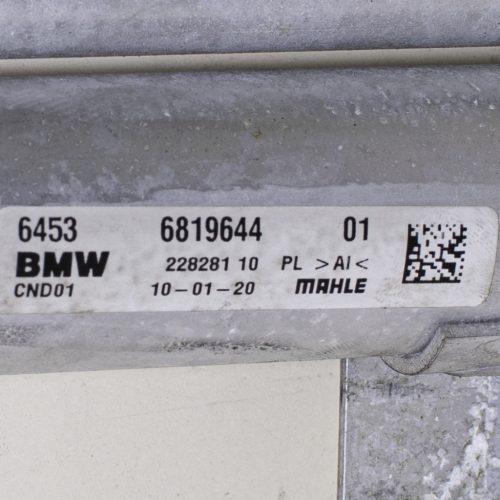 6453 6819644 01
BMW 228281 10 PL >Al<
CND01 10-01-20 MAHLE